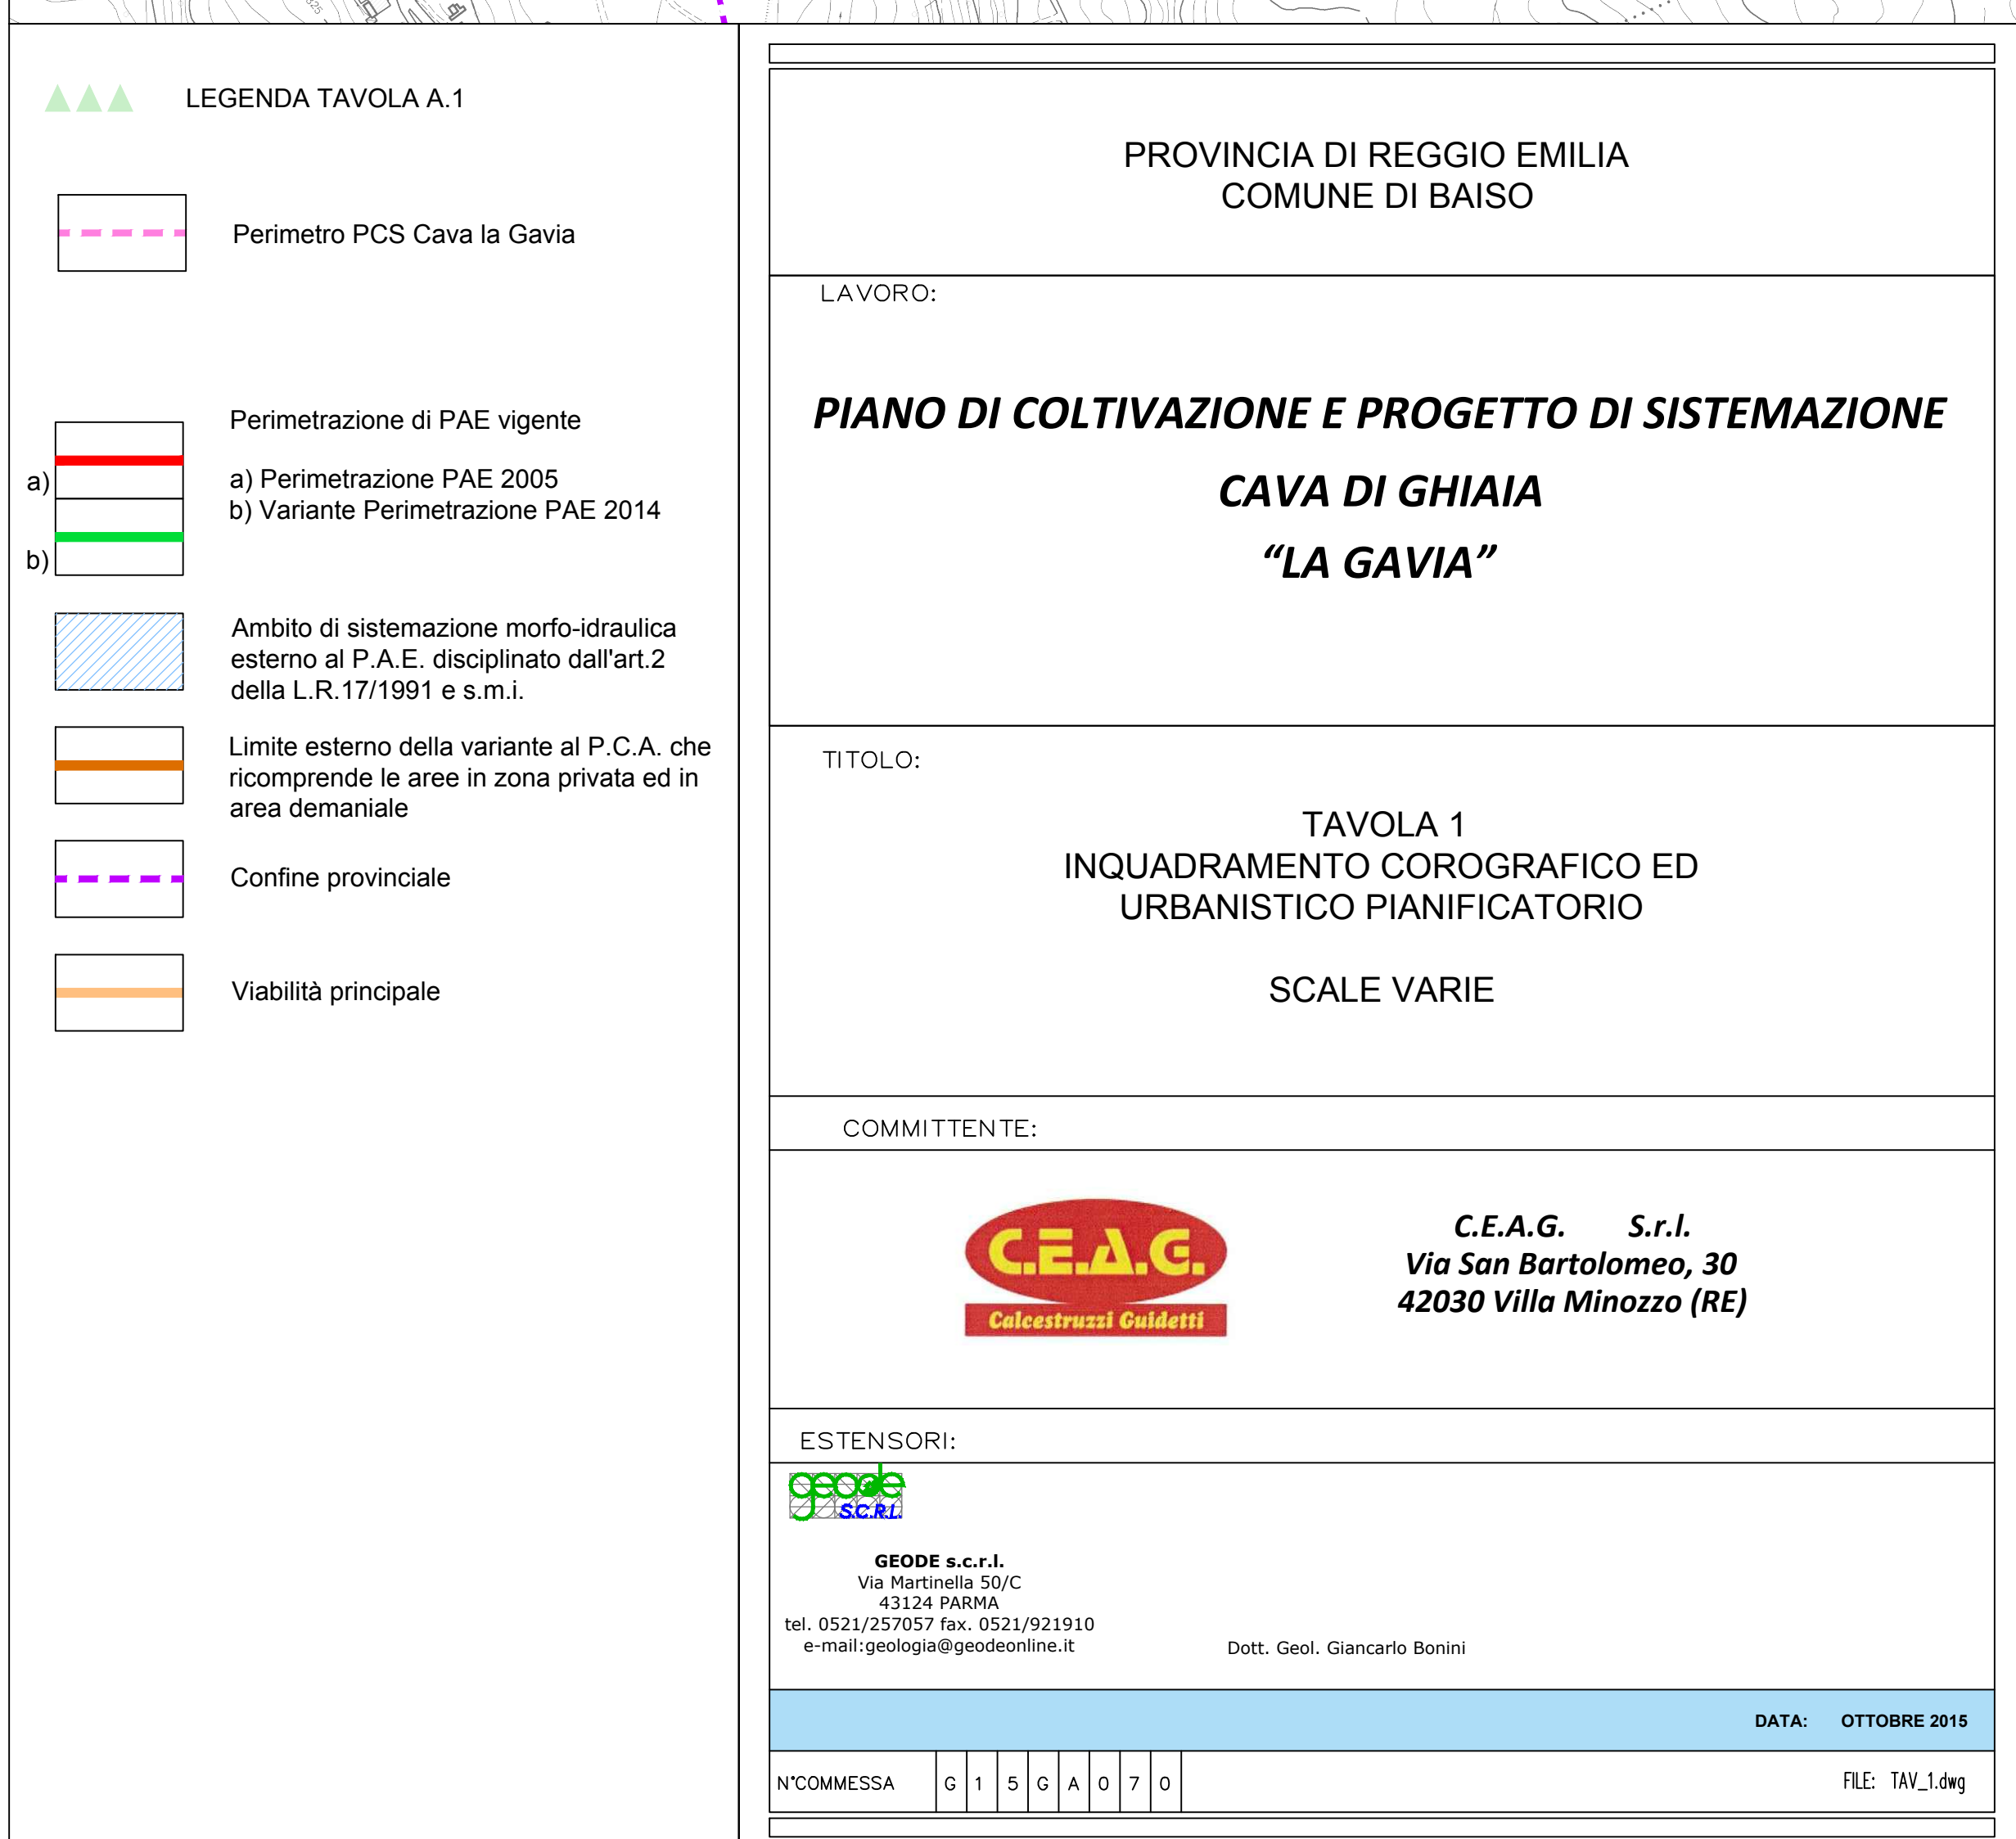 325
LEGENDA TAVOLA A.1
Perimetro PCS Cava la Gavia
Perimetrazione di PAE vigente
a)
a) Perimetrazione PAE 2005
b) Variante Perimetrazione PAE 2014
b)
Ambito di sistemazione morfo-idraulica
esterno al P.A.E. disciplinato dall'art.2
della L.R.17/1991 e s.m.i.
Limite esterno della variante al P.C.A. che
ricomprende le aree in zona privata ed in
area demaniale
Confine provinciale
Viabilità principale
PROVINCIA DI REGGIO EMILIA
COMUNE DI BAISO
LAVORO:
PIANO DI COLTIVAZIONE E PROGETTO DI SISTEMAZIONE
CAVA DI GHIAIA
“LA GAVIA”
TITOLO:
TAVOLA 1
INQUADRAMENTO COROGRAFICO ED
URBANISTICO PIANIFICATORIO
SCALE VARIE
COMMITTENTE:
C.E.A.G.
Calcestruzzi Guidetti
C.E.A.G. S.r.l.
Via San Bartolomeo, 30
42030 Villa Minozzo (RE)
ESTENSORI:
geode
S.C.R.L.
GEODE s.c.r.l.
Via Martinella 50/C
43124 PARMA
tel. 0521/257057 fax. 0521/921910
e-mail:geologia@geodeonline.it
Dott. Geol. Giancarlo Bonini
DATA: OTTOBRE 2015
N°COMMESSA G 1 5 G A 0 7 0
FILE: TAV_1.dwg